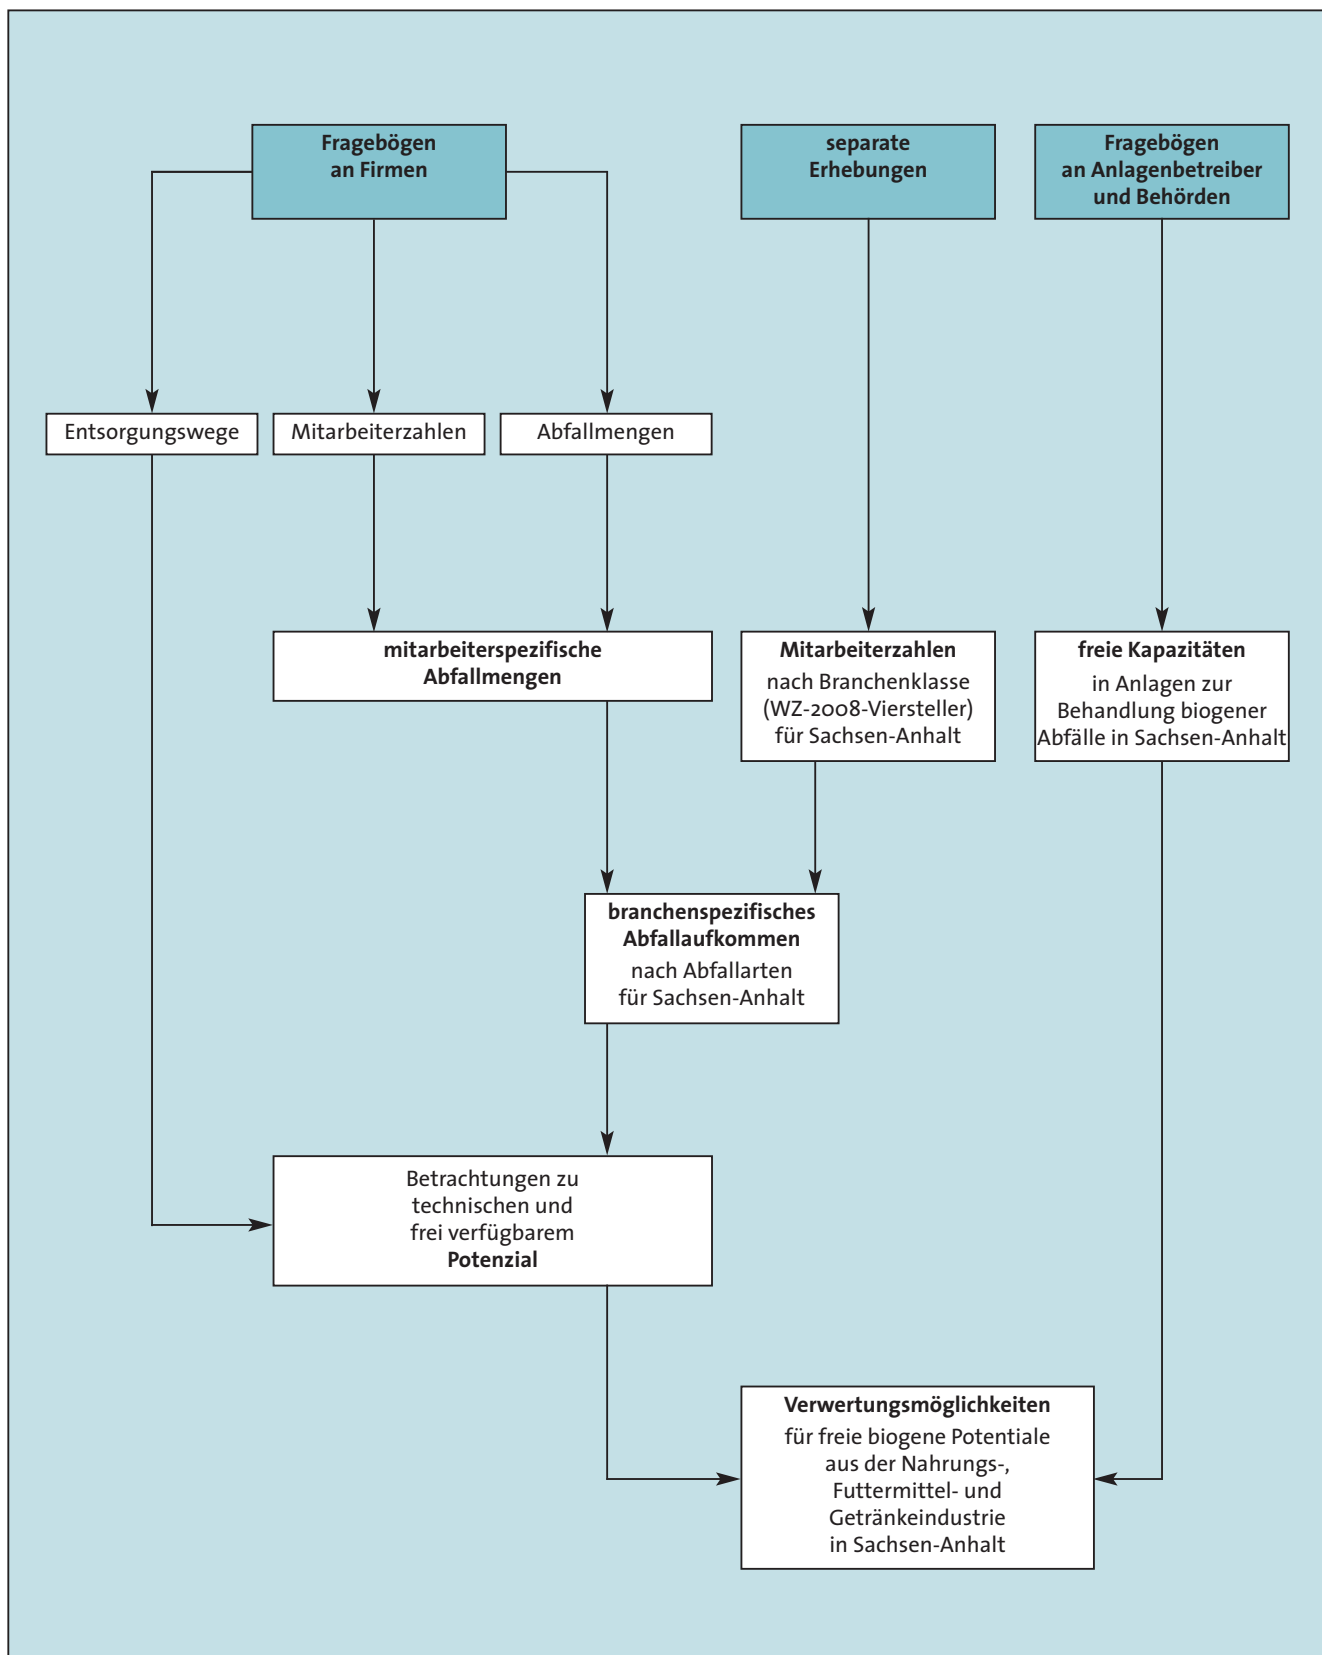 Fragebögen
an Firmen
separate
Erhebungen
Fragebögen
an Anlagenbetreiber
und Behörden
Entsorgungswege
Mitarbeiterzahlen
Abfallmengen
mitarbeiterspezifische
Abfallmengen
Mitarbeiterzahlen
nach Branchenklasse
(WZ-2008-Viersteller)
für Sachsen-Anhalt
freie Kapazitäten
in Anlagen zur
Behandlung biogener
Abfälle in Sachsen-Anhalt
branchenspezifisches
Abfallaufkommen
nach Abfallarten
für Sachsen-Anhalt
Betrachtungen zu
technischen und
frei verfügbarem
Potenzial
Verwertungsmöglichkeiten
für freie biogene Potentiale
aus der Nahrungs-,
Futtermittel- und
Getränkeindustrie
in Sachsen-Anhalt